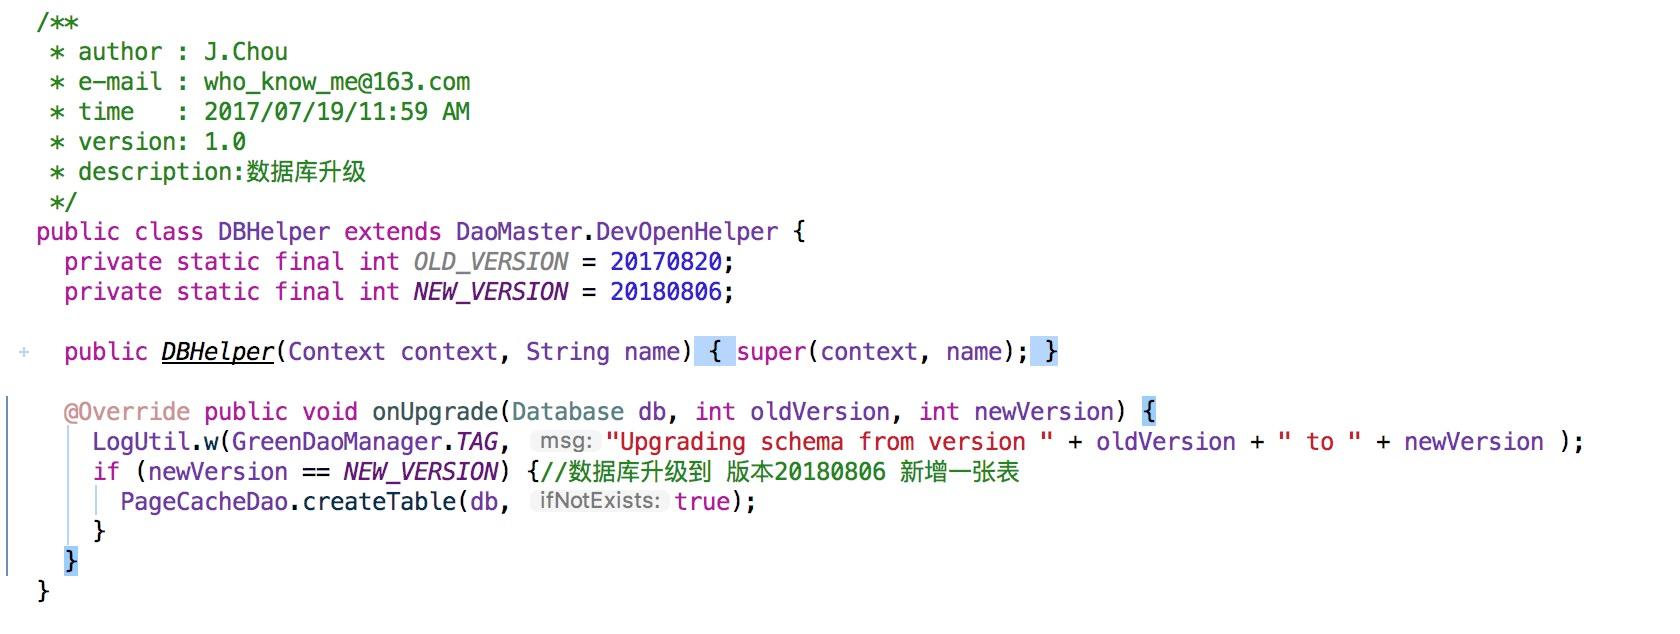 /**
 * author : J.Chou
 * e-mail : who_know_me@163.com
 * time   : 2017/07/19/11:59 AM
 * version: 1.0
 * description:数据库升级
 */
public class DBHelper extends DaoMaster.DevOpenHelper {
  private static final int OLD_VERSION = 20170820;
  private static final int NEW_VERSION = 20180806;
  public DBHelper(Context context, String name) { super(context, name); }
  @Override public void onUpgrade(Database db, int oldVersion, int newVersion) {
    LogUtil.w(GreenDaoManager.TAG, msg: "Upgrading schema from version " + oldVersion + " to " + newVersion );
    if (newVersion == NEW_VERSION) {//数据库升级到 版本20180806 新增一张表
      PageCacheDao.createTable(db, ifNotExists: true);
    }
  }
}